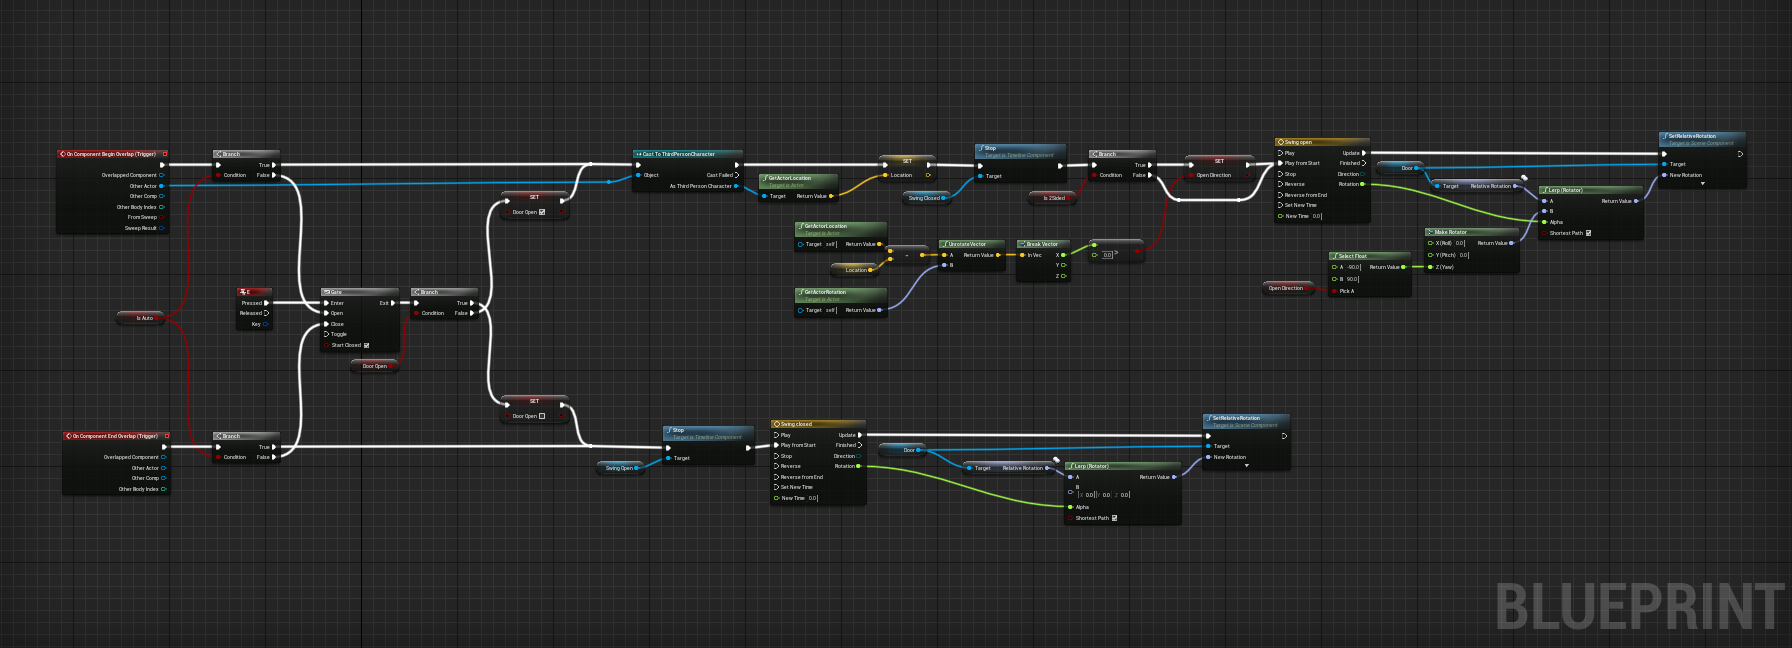 On Component Begin Overlap (Trigger)
Overlapped Component
Other Actor
Other Comp
Other Body Index
From Sweep
Sweep Result
Branch
True
Condition
False
SET
Door Open
Cast To ThirdPersonCharacter
Object
Cast Failed
As Third Person Character
GetActorLocation
Target is Actor
Target
Return Value
SET
Location
Swing Closed
Stop
Target is Timeline Component
Target
Is 2Sided
Branch
True
Condition
False
SET
Open Direction
Swing open
Play
Update
Play from Start
Finished
Stop
Direction
Reverse
Rotation
Reverse from End
Set New Time
New Time 0.0
Door
Target
Relative Rotation
Lerp (Rotator)
A
Return Value
B
Alpha
Shortest Path
SetRelativeRotation
Target is Scene Component
Target
New Rotation
GetActorLocation
Target is Actor
Target self
Return Value
Location
-
GetActorRotation
Target is Actor
Target self
Return Value
UnrotateVector
A
Return Value
B
Break Vector
In Vec
X
Y
Z
0.0
>
Open Direction
Select Float
A -90.0
Return Value
B 90.0
Pick A
Make Rotator
X (Roll) 0.0
Return Value
Y (Pitch) 0.0
Z (Yaw)
Is Auto
E
Pressed
Released
Key
Gate
Enter
Exit
Open
Close
Toggle
Start Closed
Door Open
Branch
True
Condition
False
SET
Door Open
On Component End Overlap (Trigger)
Overlapped Component
Other Actor
Other Comp
Other Body Index
Branch
True
Condition
False
Swing Open
Stop
Target is Timeline Component
Target
Swing closed
Play
Update
Play from Start
Finished
Stop
Direction
Reverse
Rotation
Reverse from End
Set New Time
New Time 0.0
Door
Target
Relative Rotation
Lerp (Rotator)
A
Return Value
B
X 0.0 Y 0.0 Z 0.0
Alpha
Shortest Path
SetRelativeRotation
Target is Scene Component
Target
New Rotation
BLUEPRINT